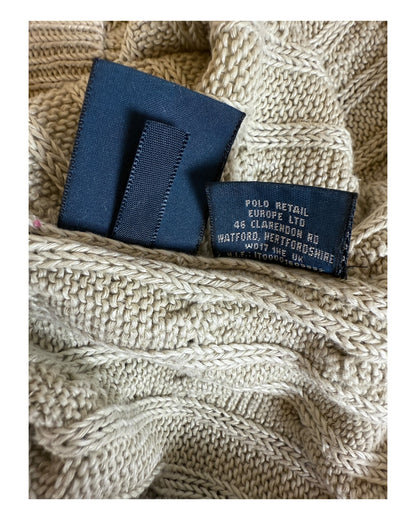 POLO RETAIL
EUROPE LTD
46 CLARENDON RD
WATFORD, HERTFORDSHIRE
WD17 1HE UK